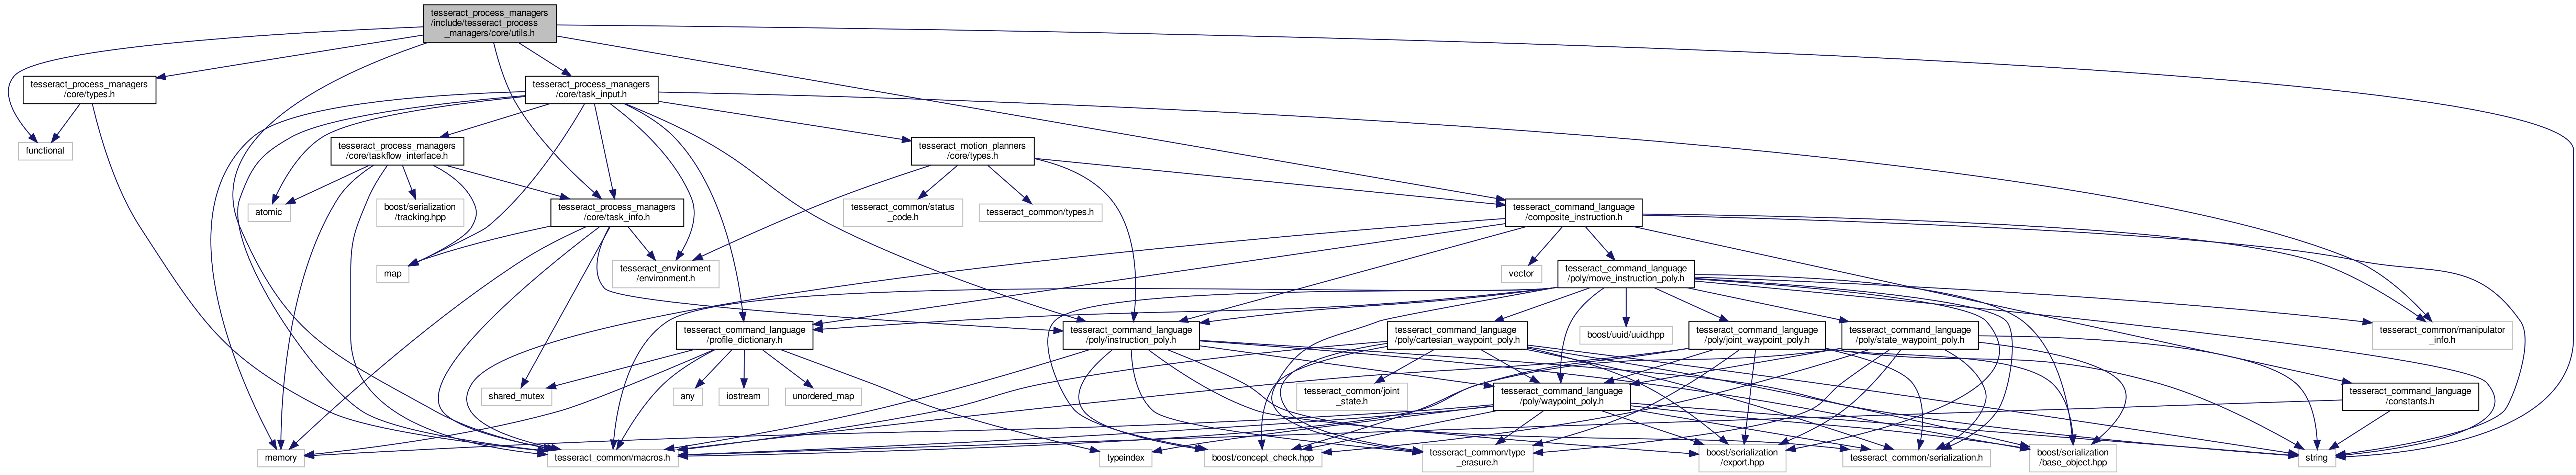 tesseract_process_managers
/include/tesseract_process
_managers/core/utils.h
tesseract_process_managers
/core/types.h
tesseract_process_managers
/core/task_input.h
functional
tesseract_process_managers
/core/taskflow_interface.h
tesseract_motion_planners
/core/types.h
atomic
boost/serialization
/tracking.hpp
tesseract_process_managers
/core/task_info.h
tesseract_common/status
_code.h
tesseract_common/types.h
tesseract_command_language
/composite_instruction.h
map
tesseract_environment
/environment.h
vector
tesseract_command_language
/poly/move_instruction_poly.h
tesseract_command_language
/profile_dictionary.h
tesseract_command_language
/poly/instruction_poly.h
tesseract_command_language
/poly/cartesian_waypoint_poly.h
boost/uuid/uuid.hpp
tesseract_command_language
/poly/joint_waypoint_poly.h
tesseract_command_language
/poly/state_waypoint_poly.h
tesseract_common/manipulator
_info.h
shared_mutex
any
iostream
unordered_map
tesseract_common/joint
_state.h
tesseract_command_language
/poly/waypoint_poly.h
tesseract_command_language
/constants.h
memory
tesseract_common/macros.h
typeindex
boost/concept_check.hpp
tesseract_common/type
_erasure.h
boost/serialization
/export.hpp
tesseract_common/serialization.h
boost/serialization
/base_object.hpp
string